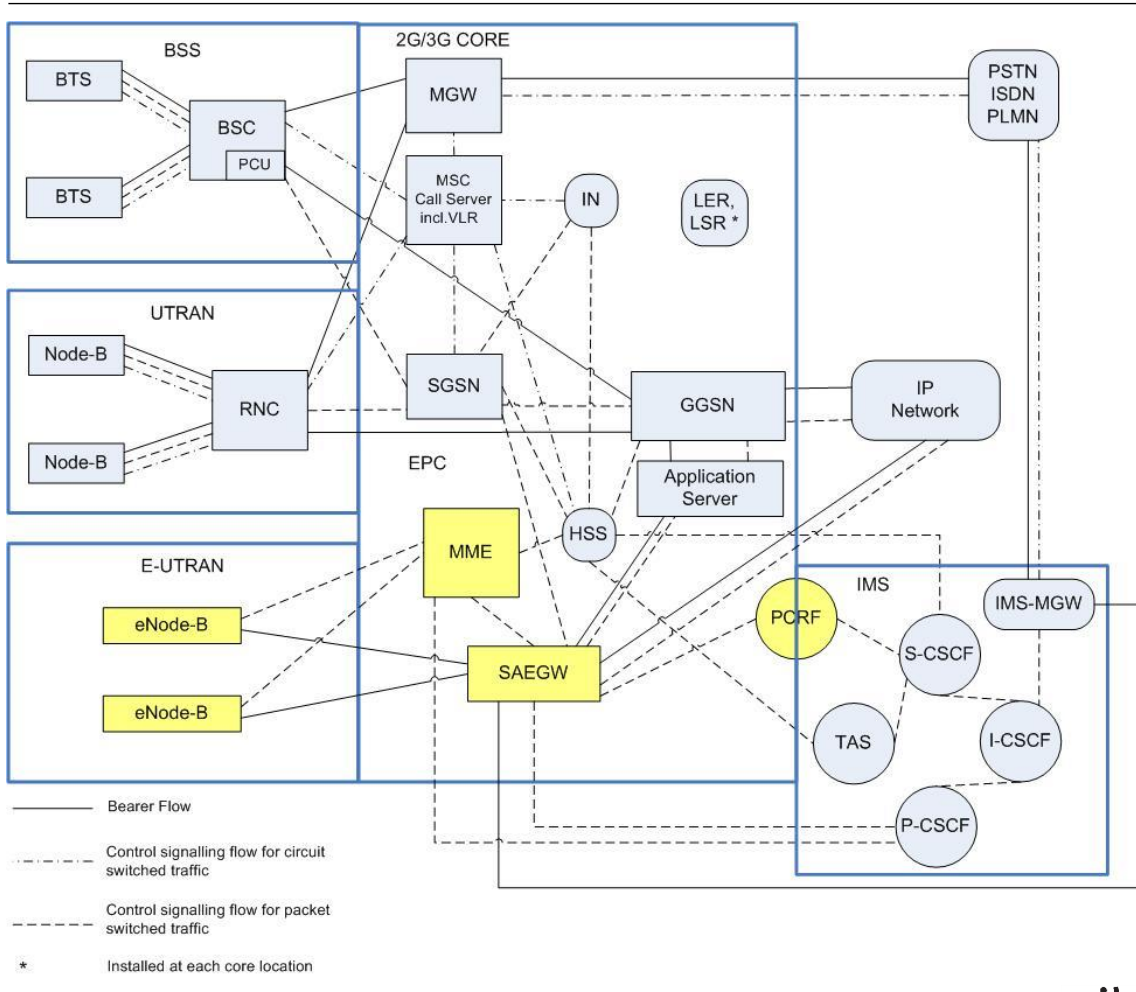 BSS
BTS
BTS
BSC
PCU
2G/3G CORE
MGW
MSC
Call Server
incl.VLR
IN
LER,
LSR *
PSTN
ISDN
PLMN
UTRAN
Node-B
Node-B
RNC
SGSN
GGSN
IP
Network
EPC
Application
Server
HSS
MME
SAEGW
E-UTRAN
eNode-B
eNode-B
IMS
PCRF
IMS-MGW
S-CSCF
TAS
I-CSCF
P-CSCF
Bearer Flow
Control signalling flow for circuit
switched traffic
Control signalling flow for packet
switched traffic
* Installed at each core location